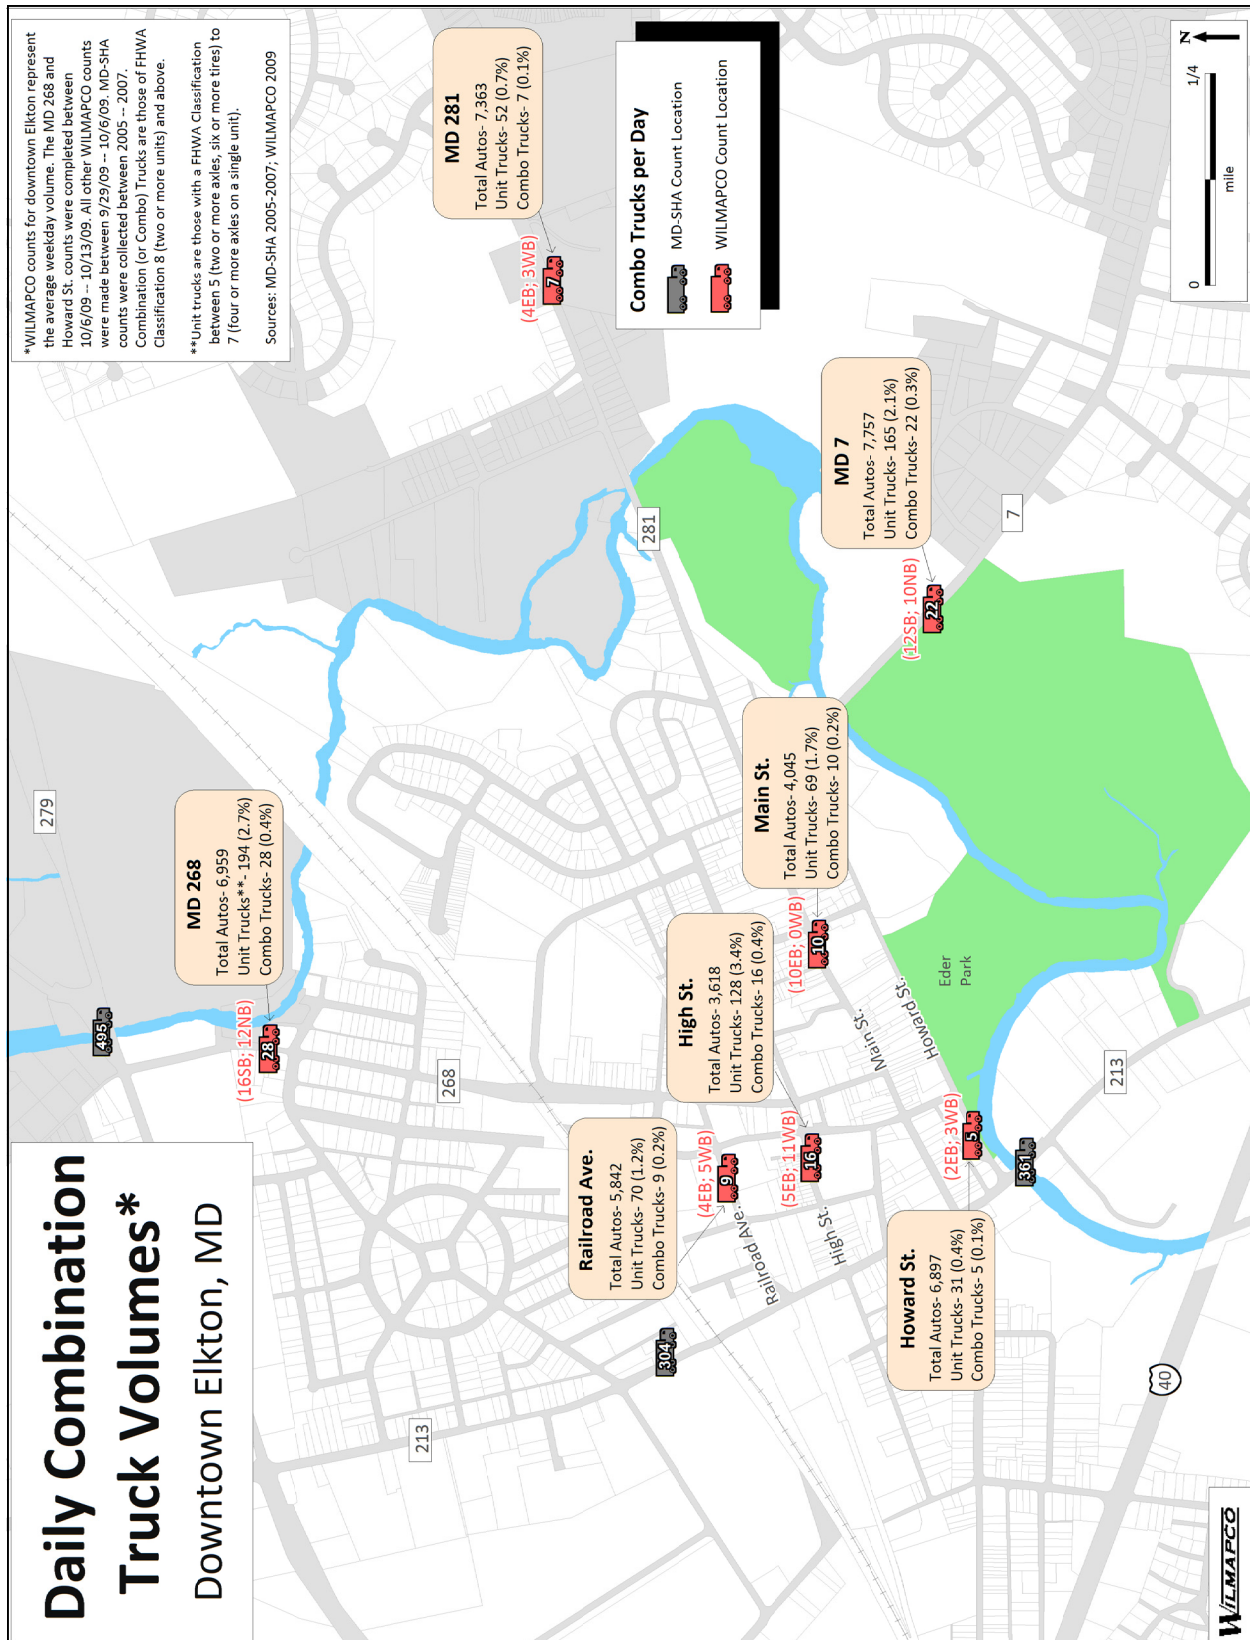 Daily Combination
Truck Volumes*
Downtown Elkton, MD
*WILMAPCO counts for downtown Elkton represent
the average weekday volume. The MD 268 and
Howard St. counts were completed between
10/6/09 -- 10/13/09. All other WILMAPCO counts
were made between 9/29/09 -- 10/6/09. MD-SHA
counts were collected between 2005 -- 2007.
Combination (or Combo) Trucks are those of FHWA
Classification 8 (two or more units) and above.
**Unit trucks are those with a FHWA Classification
between 5 (two or more axles, six or more tires) to
7 (four or more axles on a single unit).
Sources: MD-SHA 2005-2007; WILMAPCO 2009
279
495
MD 268
Total Autos- 6,959
Unit Trucks**- 194 (2.7%)
Combo Trucks- 28 (0.4%)
(16SB; 12NB)
28
268
213
MD 281
Total Autos- 7,363
Unit Trucks- 52 (0.7%)
Combo Trucks- 7 (0.1%)
(4EB; 3WB)
7
281
Railroad Ave.
Total Autos- 5,842
Unit Trucks- 70 (1.2%)
Combo Trucks- 9 (0.2%)
(4EB; 5WB)
9
304
Railroad Ave.
High St.
Total Autos- 3,618
Unit Trucks- 128 (3.4%)
Combo Trucks- 16 (0.4%)
(5EB; 11WB)
16
High St.
Main St.
Total Autos- 4,045
Unit Trucks- 69 (1.7%)
Combo Trucks- 10 (0.2%)
(10EB; 0WB)
10
Main St.
Howard St.
MD 7
Total Autos- 7,757
Unit Trucks- 165 (2.1%)
Combo Trucks- 22 (0.3%)
(12SB; 10NB)
22
7
Eder
Park
Howard St.
Total Autos- 6,897
Unit Trucks- 31 (0.4%)
Combo Trucks- 5 (0.1%)
(2EB; 3WB)
5
361
213
40
Combo Trucks per Day
MD-SHA Count Location
WILMAPCO Count Location
N
0
1/4
mile
WILMAPCO